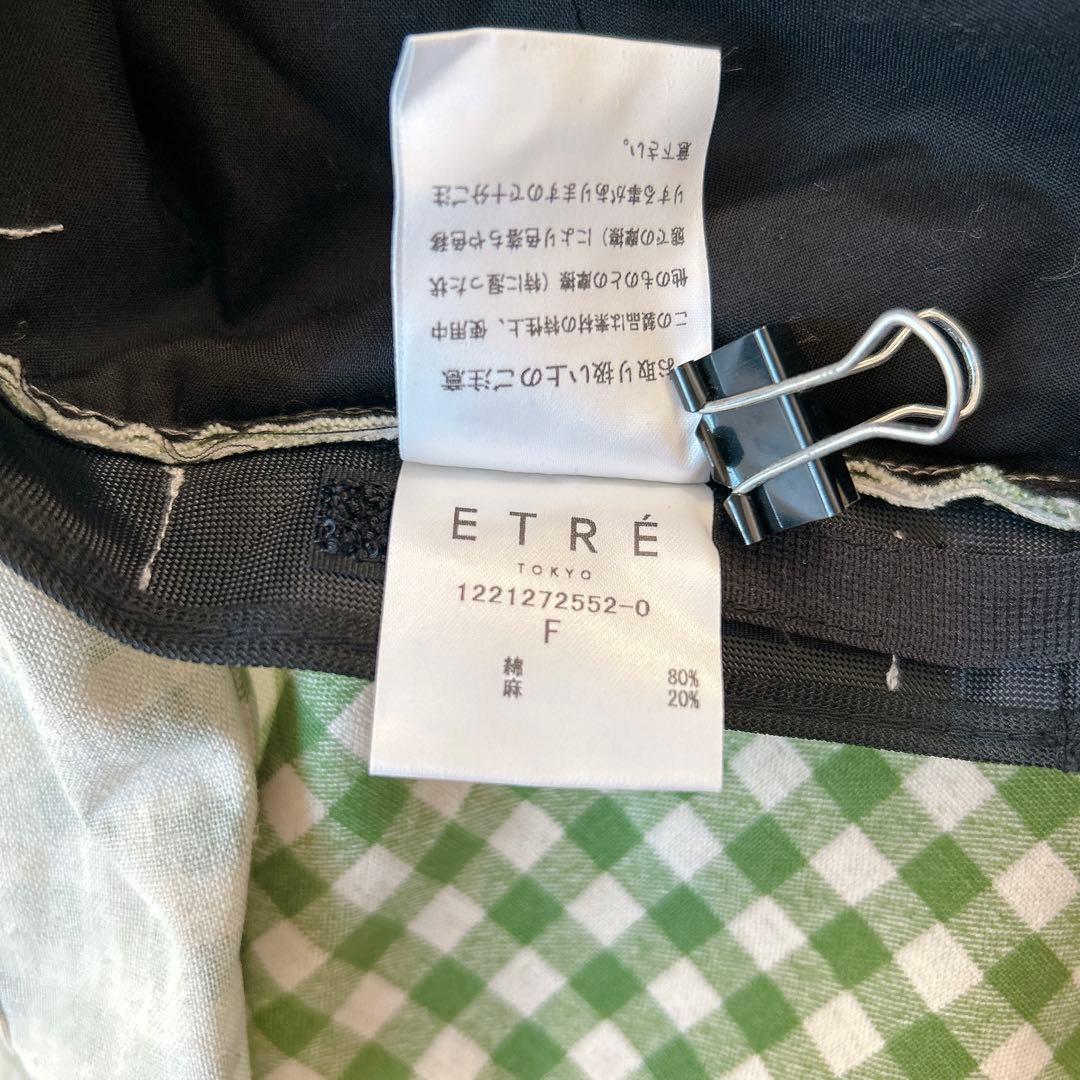 お取り扱い上のご注意
この製品は素材の特性上、使用中
他のものとの摩擦（特に湿った状
態での摩擦）により色落ちや色移
りする事がありますので十分ご注
意下さい。
ETRÉ
TOKYO
1221272552-0
F
綿 80%
麻 20%